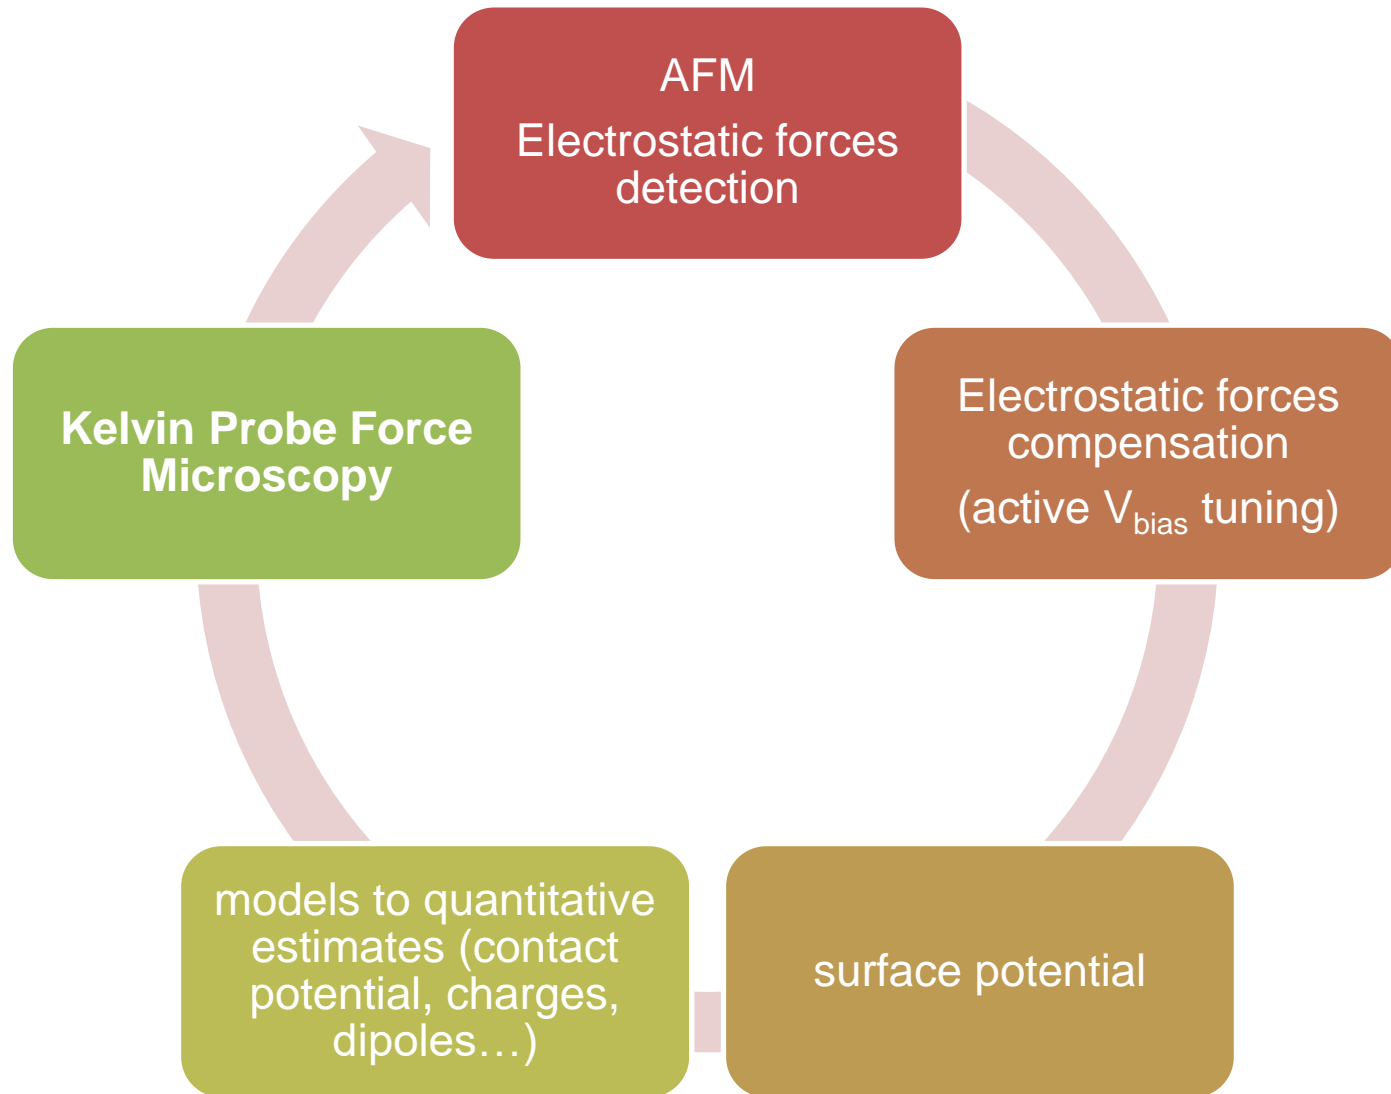 AFM
Electrostatic forces
detection
Electrostatic forces
compensation
(active V_bias tuning)
surface potential
models to quantitative
estimates (contact
potential, charges,
dipoles…)
Kelvin Probe Force
Microscopy